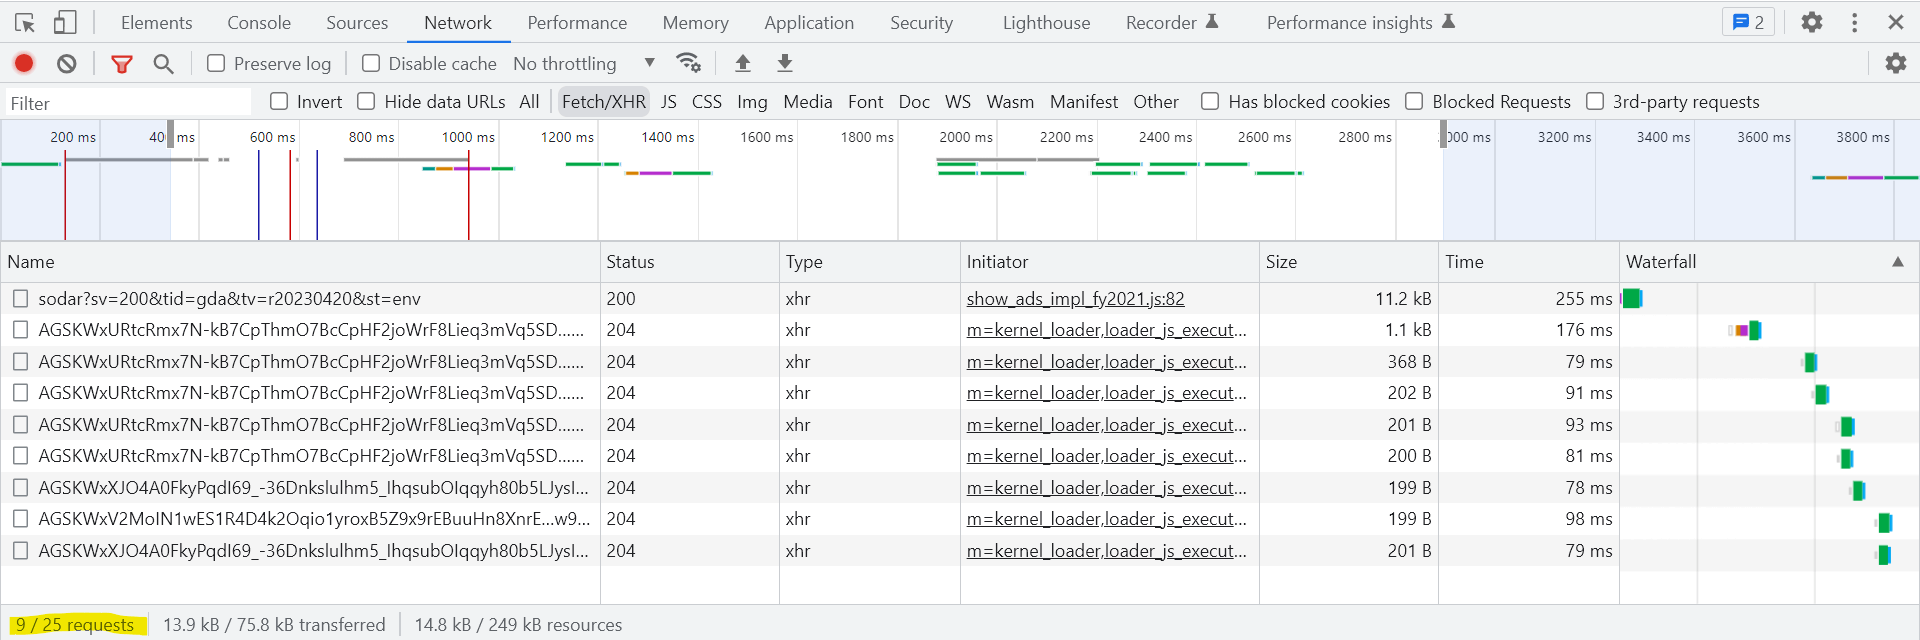 Elements Console Sources Network Performance Memory Application Security Lighthouse Recorder Performance insights 2
Preserve log Disable cache No throttling
Filter Invert Hide data URLs All Fetch/XHR JS CSS Img Media Font Doc WS Wasm Manifest Other Has blocked cookies Blocked Requests 3rd-party requests
200 ms 40 ms 600 ms 800 ms 1000 ms 1200 ms 1400 ms 1600 ms 1800 ms 2000 ms 2200 ms 2400 ms 2600 ms 2800 ms 000 ms 3200 ms 3400 ms 3600 ms 3800 ms
Name Status Type Initiator Size Time Waterfall
sodar?sv=200&tid=gda&tv=r20230420&st=env 200 xhr show_ads_impl_fy2021.js:82 11.2 kB 255 ms
AGSKWxURtcRmx7N-kB7CpThmO7BcCpHF2joWrF8Lieq3mVq5SD…... 204 xhr m=kernel_loader,loader_js_execut… 1.1 kB 176 ms
AGSKWxURtcRmx7N-kB7CpThmO7BcCpHF2joWrF8Lieq3mVq5SD…... 204 xhr m=kernel_loader,loader_js_execut… 368 B 79 ms
AGSKWxURtcRmx7N-kB7CpThmO7BcCpHF2joWrF8Lieq3mVq5SD…... 204 xhr m=kernel_loader,loader_js_execut… 202 B 91 ms
AGSKWxURtcRmx7N-kB7CpThmO7BcCpHF2joWrF8Lieq3mVq5SD…... 204 xhr m=kernel_loader,loader_js_execut… 201 B 93 ms
AGSKWxURtcRmx7N-kB7CpThmO7BcCpHF2joWrF8Lieq3mVq5SD…... 204 xhr m=kernel_loader,loader_js_execut… 200 B 81 ms
AGSKWxXJO4A0FkyPqdI69_-36Dnkslulhm5_IhqsubOIqqyh80b5LJysI... 204 xhr m=kernel_loader,loader_js_execut… 199 B 78 ms
AGSKWxV2MoIN1wES1R4D4k2Oqio1yroxB5Z9x9rEBuuHn8XnrE…w9... 204 xhr m=kernel_loader,loader_js_execut… 199 B 98 ms
AGSKWxXJO4A0FkyPqdI69_-36Dnkslulhm5_IhqsubOIqqyh80b5LJysI... 204 xhr m=kernel_loader,loader_js_execut… 201 B 79 ms
9 / 25 requests 13.9 kB / 75.8 kB transferred 14.8 kB / 249 kB resources